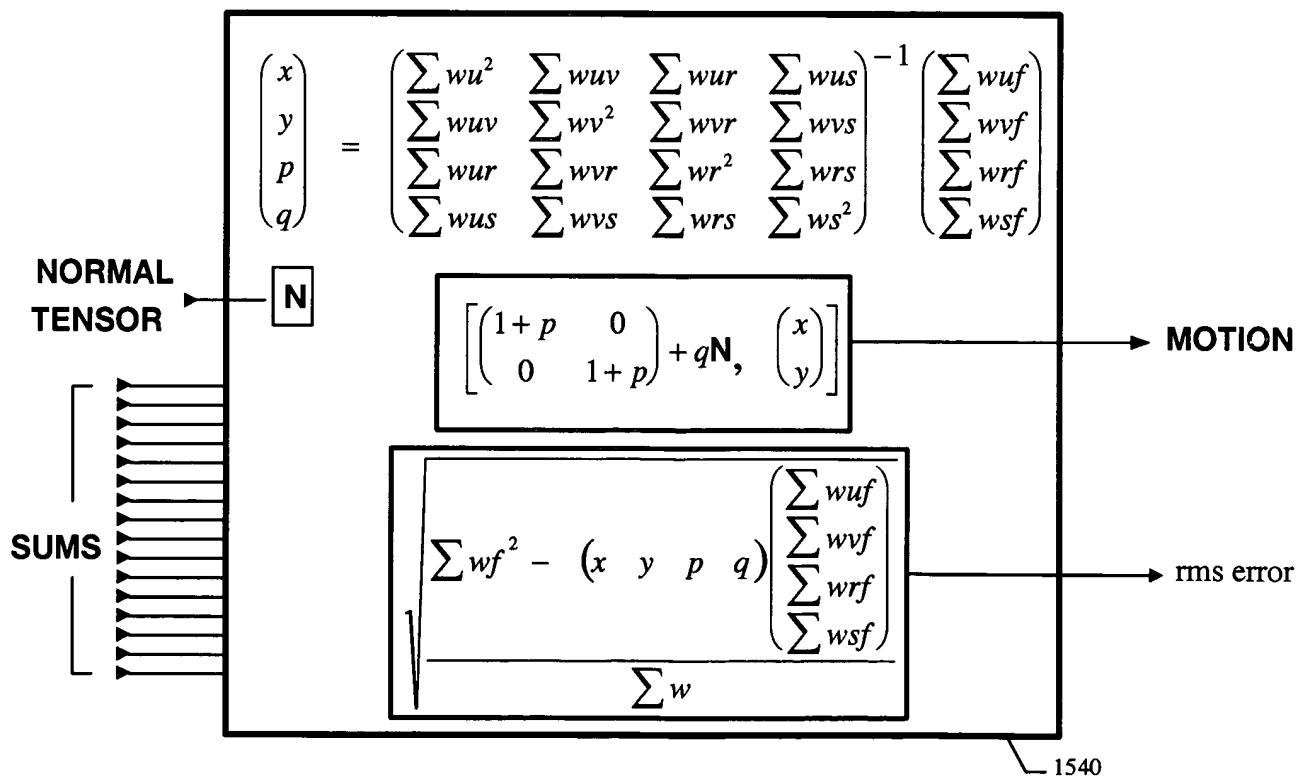 (x y p q) = (∑wu² ∑wuv ∑wur ∑wus
∑wuv ∑wv² ∑wvr ∑wvs
∑wur ∑wvr ∑wr² ∑wrs
∑wus ∑wvs ∑wrs ∑ws²)⁻¹ (∑wuf ∑wvf ∑wrf ∑wsf)
NORMAL
TENSOR
N
[(1+p 0
0 1+p) + qN, (x y)]
MOTION
SUMS
√ ∑wf² − (x y p q) (∑wuf
∑wvf
∑wrf
∑wsf)
∑w
rms error
1540